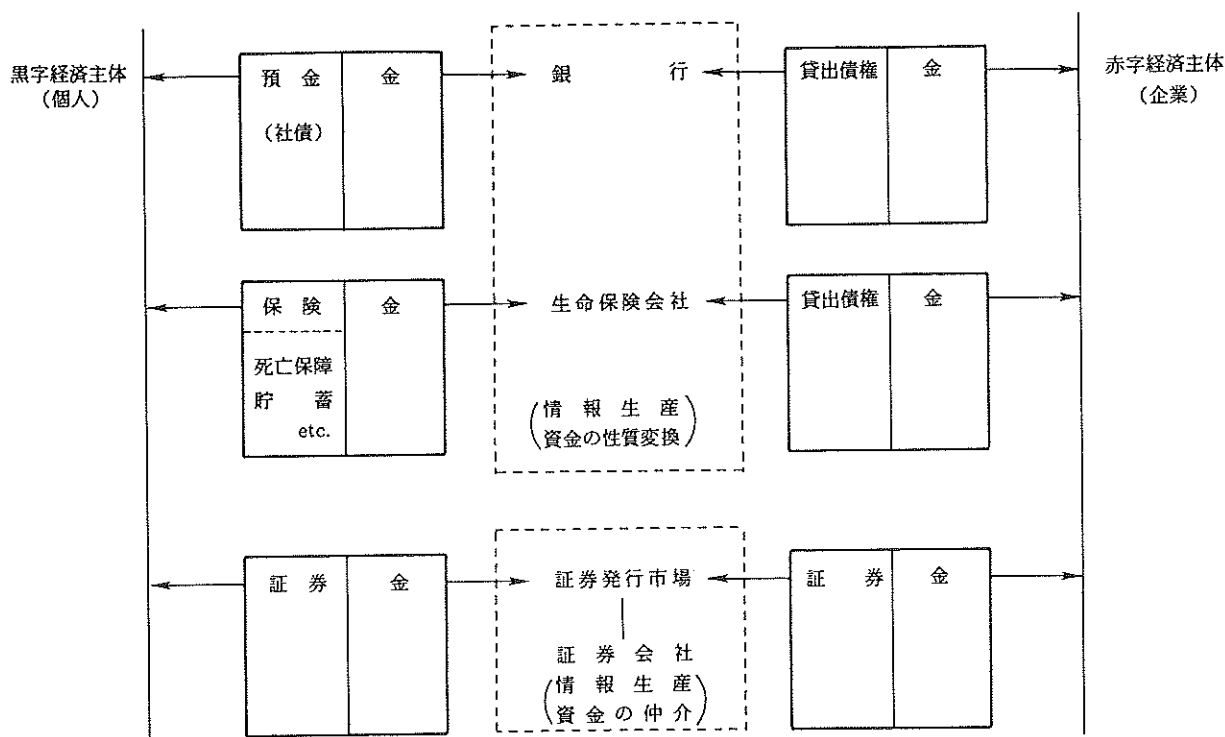 黒字経済主体
（個人）
預金
金
（社債）
銀行
貸出債権
金
赤字経済主体
（企業）
保険
金
死亡保障
貯蓄
etc.
生命保険会社
（情報生産
資金の性質変換）
貸出債権
金
証券
金
証券発行市場
証券会社
（情報生産
資金の仲介）
証券
金